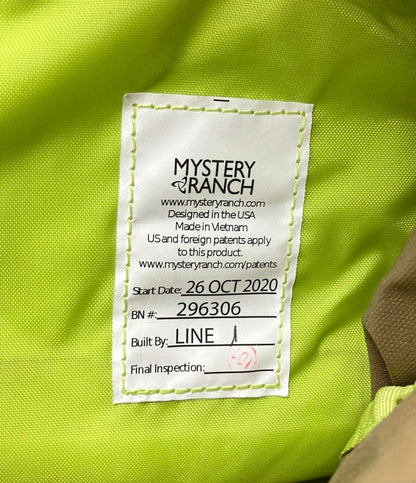 MYSTERY
RANCH
www.mysteryranch.com
Designed in the USA
Made in Vietnam
US and foreign patents apply
to this product.
www.mysteryranch.com/patents
Start Date: 26 OCT 2020
BN #: 296306
Built By: LINE 1
Final Inspection: